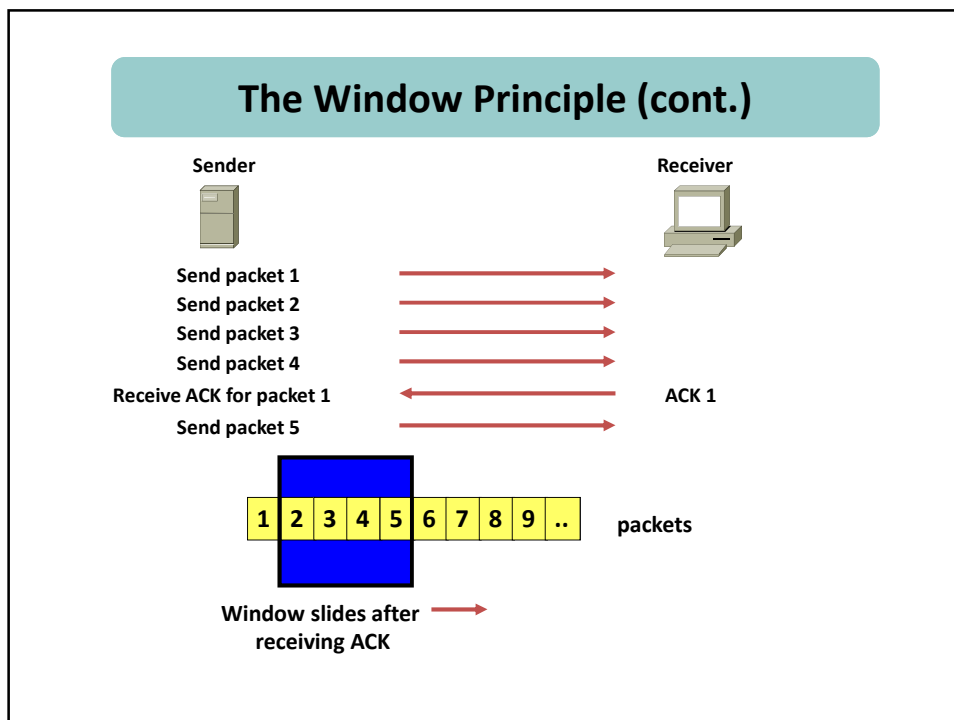 The Window Principle (cont.)
Sender
Receiver
Send packet 1
Send packet 2
Send packet 3
Send packet 4
Receive ACK for packet 1
ACK 1
Send packet 5
1 2 3 4 5 6 7 8 9 ..
packets
Window slides after
receiving ACK